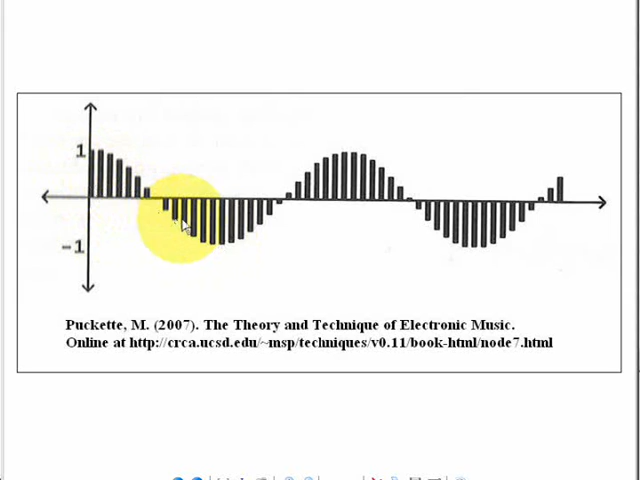 1
-1
Puckette, M. (2007). The Theory and Technique of Electronic Music.
Online at http://crca.ucsd.edu/~msp/techniques/v0.11/book-html/node7.html